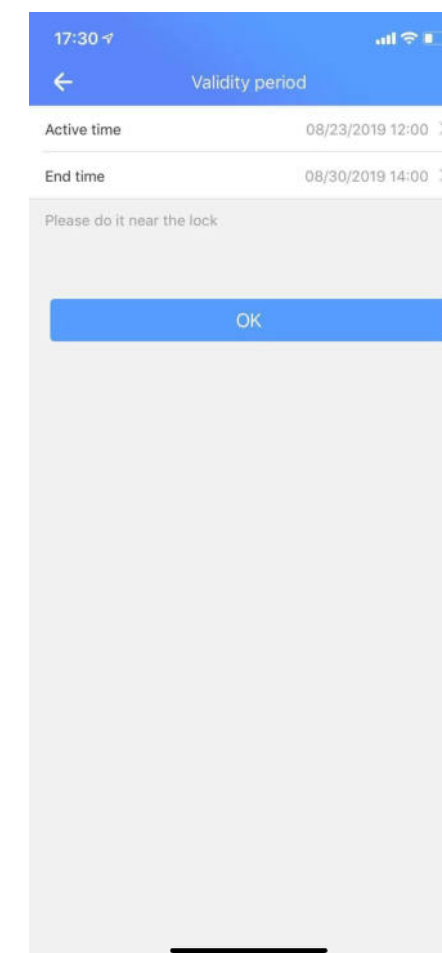 17:30
Validity period
Active time 08/23/2019 12:00
End time 08/30/2019 14:00
Please do it near the lock
OK